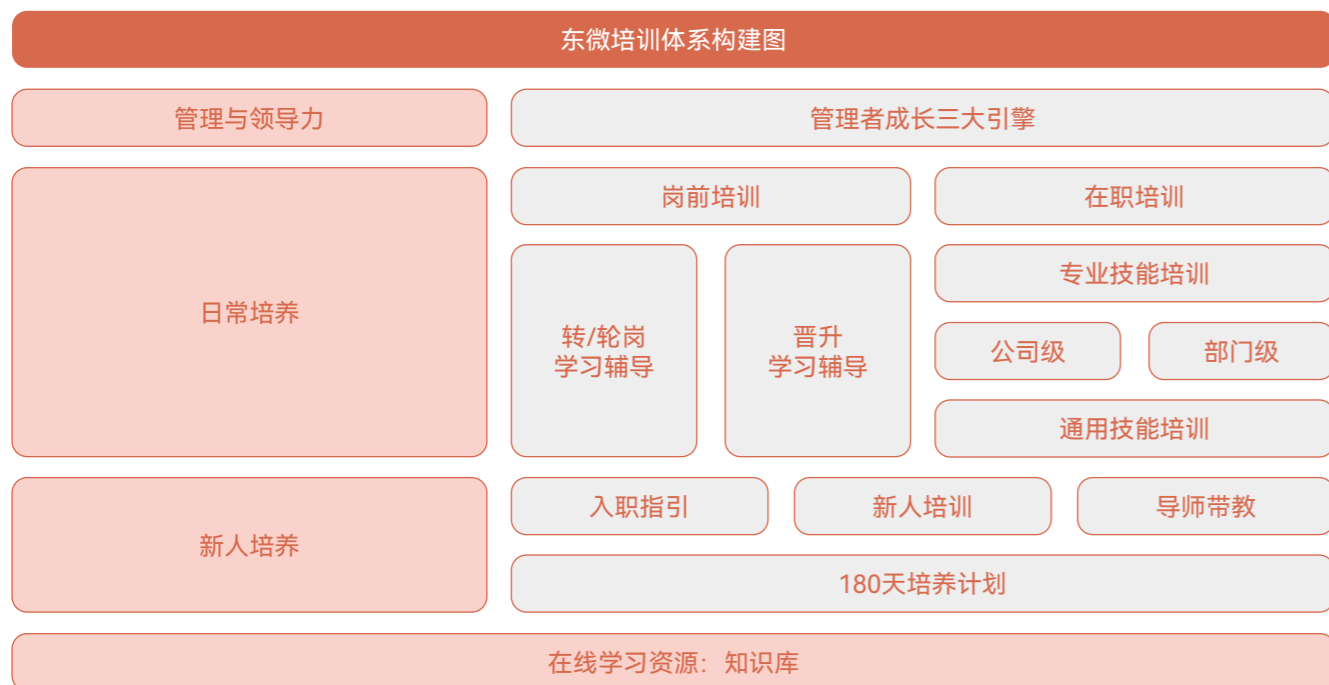 东微培训体系构建图
管理与领导力
管理者成长三大引擎
日常培养
岗前培训
在职培训
转/轮岗
学习辅导
晋升
学习辅导
专业技能培训
公司级
部门级
通用技能培训
新人培养
入职指引
新人培训
导师带教
180天培养计划
在线学习资源：知识库